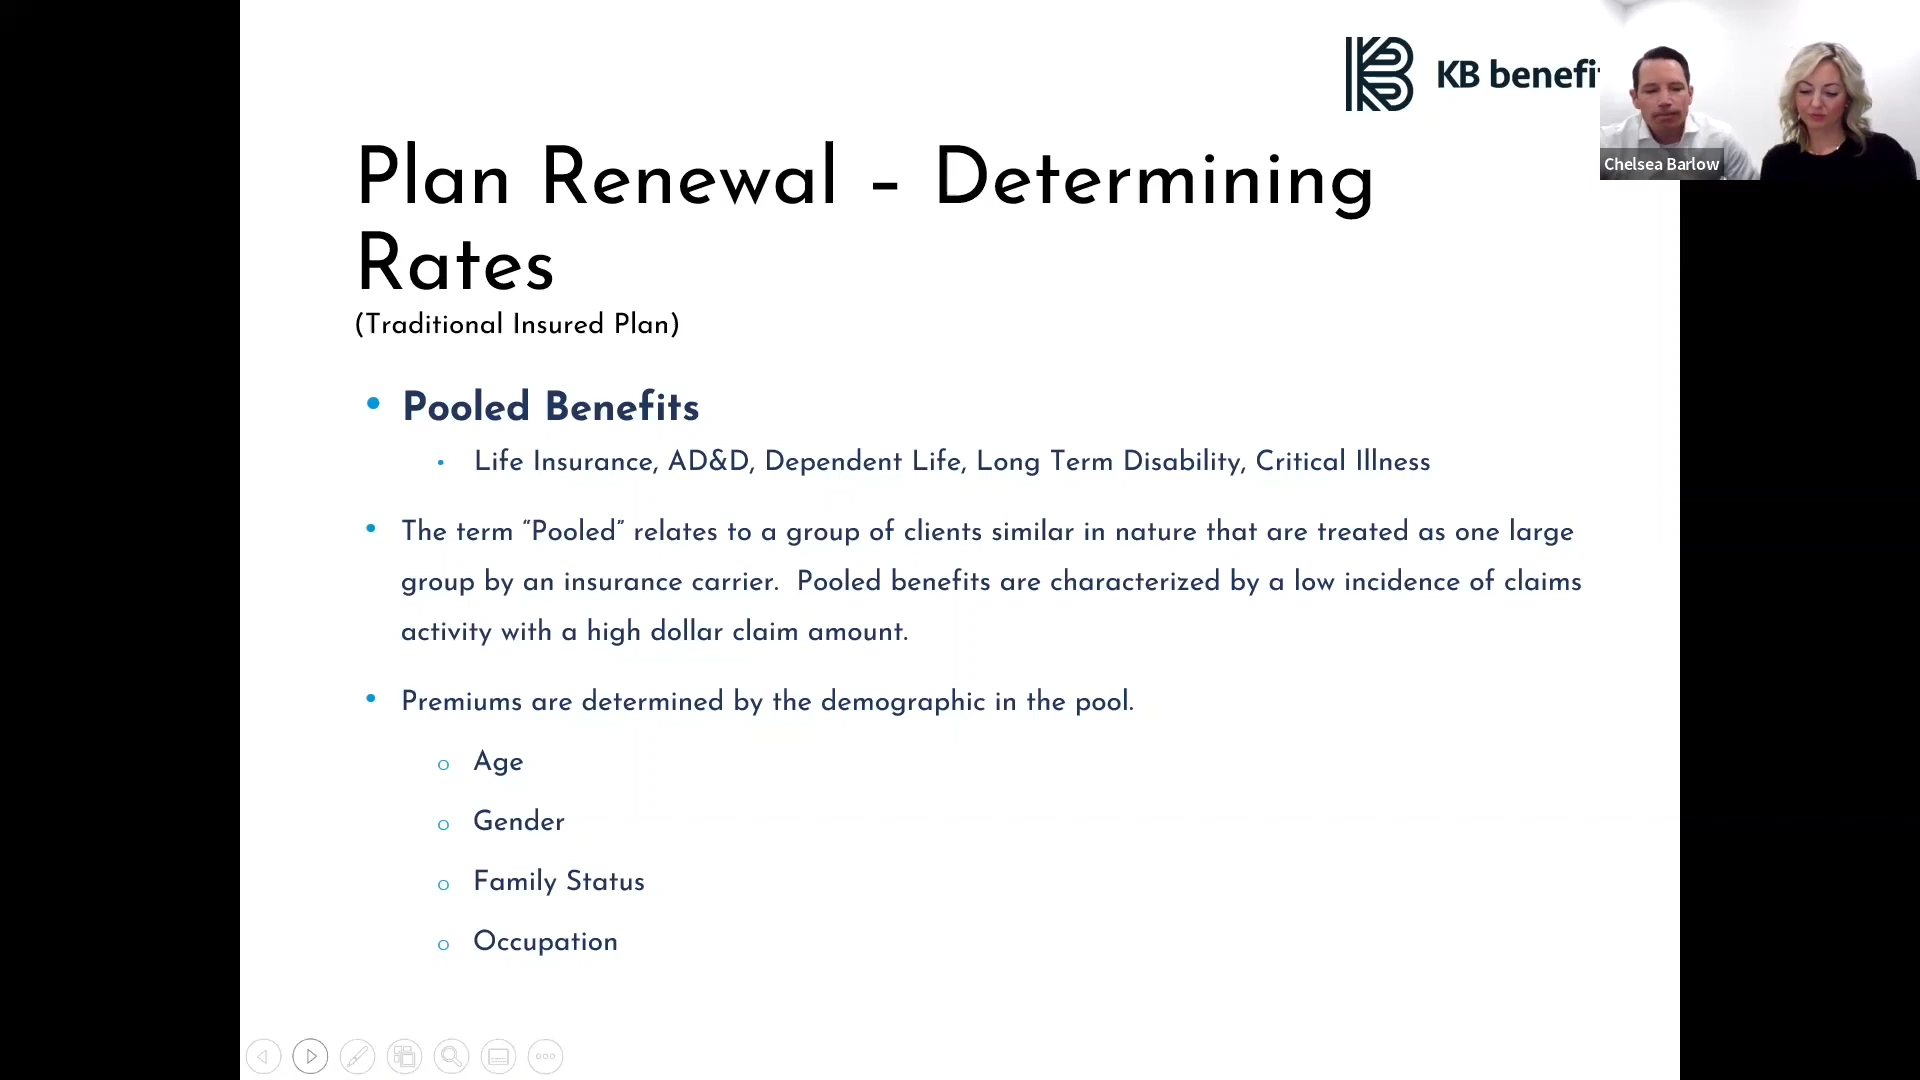 KB benefi
Chelsea Barlow
Plan Renewal – Determining
Rates
(Traditional Insured Plan)
• Pooled Benefits
• Life Insurance, AD&D, Dependent Life, Long Term Disability, Critical Illness
• The term “Pooled” relates to a group of clients similar in nature that are treated as one large
group by an insurance carrier.  Pooled benefits are characterized by a low incidence of claims
activity with a high dollar claim amount.
• Premiums are determined by the demographic in the pool.
o Age
o Gender
o Family Status
o Occupation